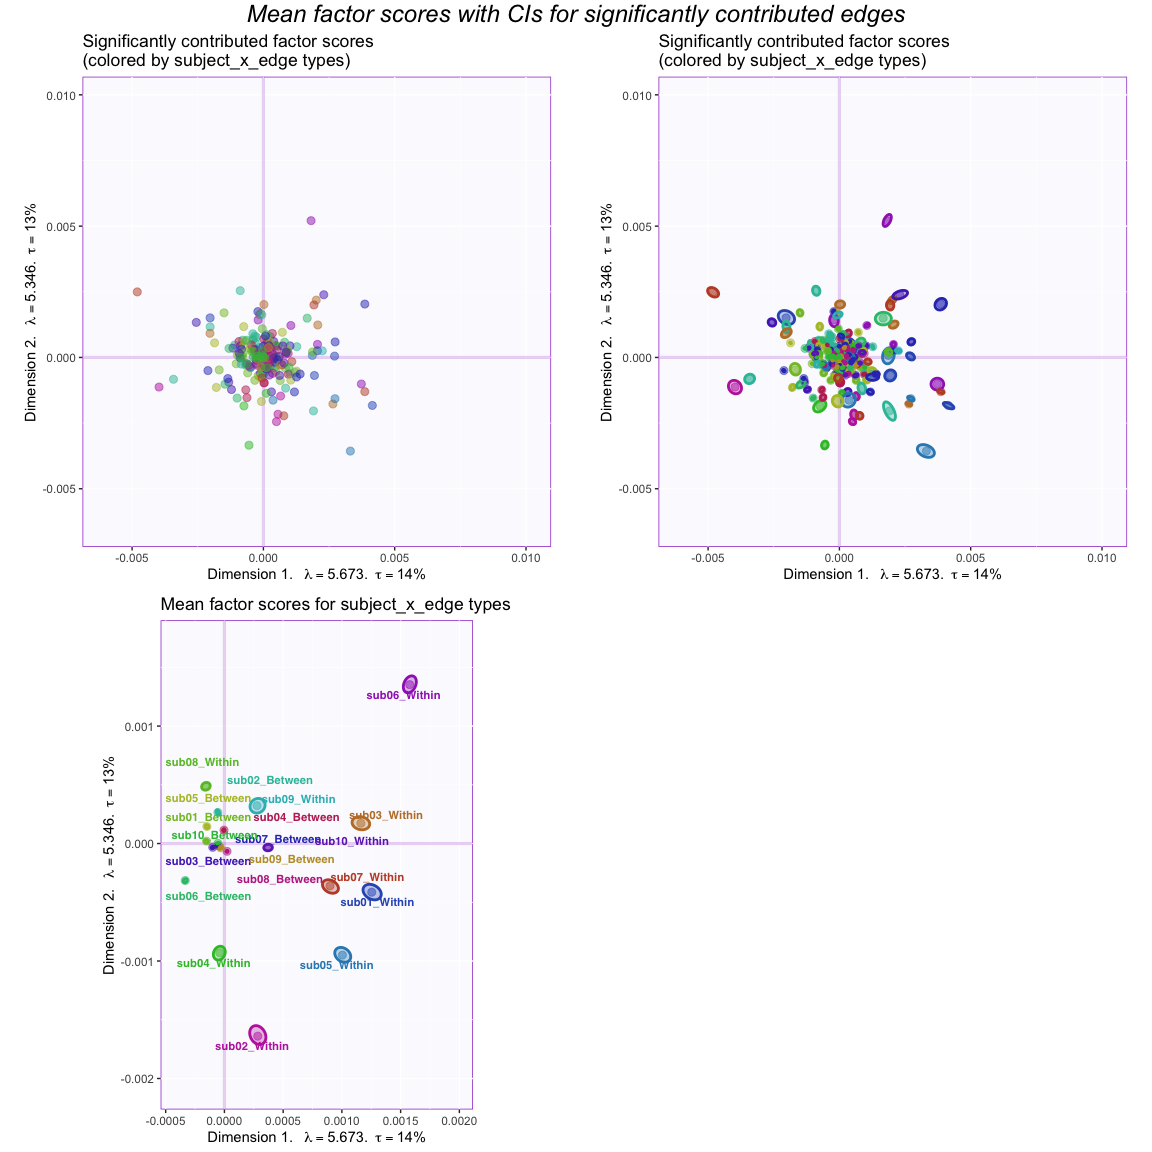 Mean factor scores with CIs for significantly contributed edges
Significantly contributed factor scores
(colored by subject_x_edge types)
0.010
0.005
0.000
-0.005
-0.005
0.000
0.005
0.010
Dimension 1. λ = 5.673. τ = 14%
Dimension 2. λ = 5.346. τ = 13%
Significantly contributed factor scores
(colored by subject_x_edge types)
0.010
0.005
0.000
-0.005
-0.005
0.000
0.005
0.010
Dimension 1. λ = 5.673. τ = 14%
Dimension 2. λ = 5.346. τ = 13%
Mean factor scores for subject_x_edge types
sub06_Within
sub08_Within
sub02_Between
sub05_Between
sub09_Within
sub01_Between
sub04_Between
sub03_Within
sub10_Between
sub07_Between
sub10_Within
sub03_Between
sub09_Between
sub08_Between
sub07_Within
sub06_Between
sub01_Within
sub04_Within
sub05_Within
sub02_Within
0.001
0.000
-0.001
-0.002
-0.0005
0.0000
0.0005
0.0010
0.0015
0.0020
Dimension 1. λ = 5.673. τ = 14%
Dimension 2. λ = 5.346. τ = 13%